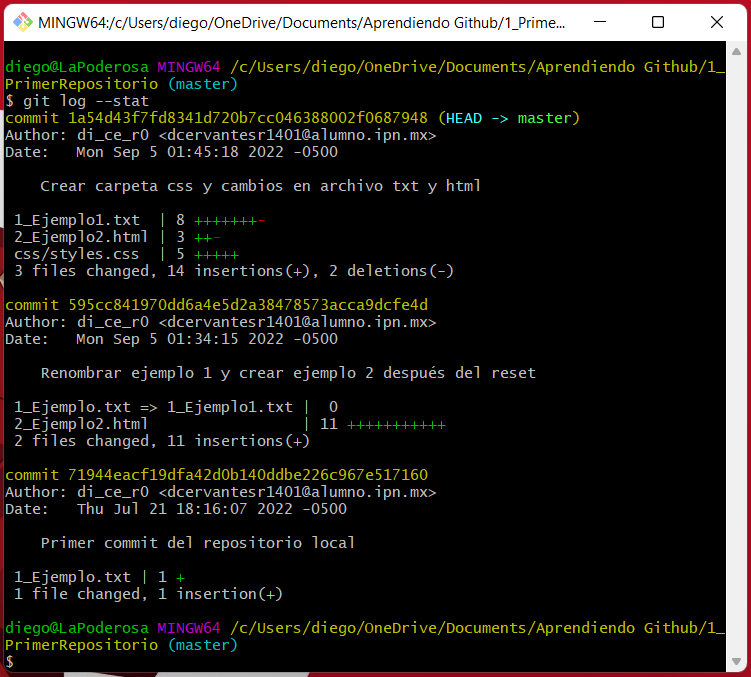 MINGW64:/c/Users/diego/OneDrive/Documents/Aprendiendo Github/1_Prime...
diego@LaPoderosa MINGW64 /c/Users/diego/OneDrive/Documents/Aprendiendo Github/1_
PrimerRepositorio (master)
$ git log --stat
commit 1a54d43f7fd8341d720b7cc046388002f0687948 (HEAD -> master)
Author: di_ce_r0 <dcervantesr1401@alumno.ipn.mx>
Date:   Mon Sep 5 01:45:18 2022 -0500
    Crear carpeta css y cambios en archivo txt y html
 1_Ejemplo1.txt  | 8 +++++++-
 2_Ejemplo2.html | 3 ++-
 css/styles.css  | 5 +++++
 3 files changed, 14 insertions(+), 2 deletions(-)
commit 595cc841970dd6a4e5d2a38478573acca9dcfe4d
Author: di_ce_r0 <dcervantesr1401@alumno.ipn.mx>
Date:   Mon Sep 5 01:34:15 2022 -0500
    Renombrar ejemplo 1 y crear ejemplo 2 después del reset
 1_Ejemplo.txt => 1_Ejemplo1.txt |  0
 2_Ejemplo2.html                 | 11 +++++++++++
 2 files changed, 11 insertions(+)
commit 71944eacf19dfa42d0b140ddbe226c967e517160
Author: di_ce_r0 <dcervantesr1401@alumno.ipn.mx>
Date:   Thu Jul 21 18:16:07 2022 -0500
    Primer commit del repositorio local
 1_Ejemplo.txt | 1 +
 1 file changed, 1 insertion(+)
diego@LaPoderosa MINGW64 /c/Users/diego/OneDrive/Documents/Aprendiendo Github/1_
PrimerRepositorio (master)
$